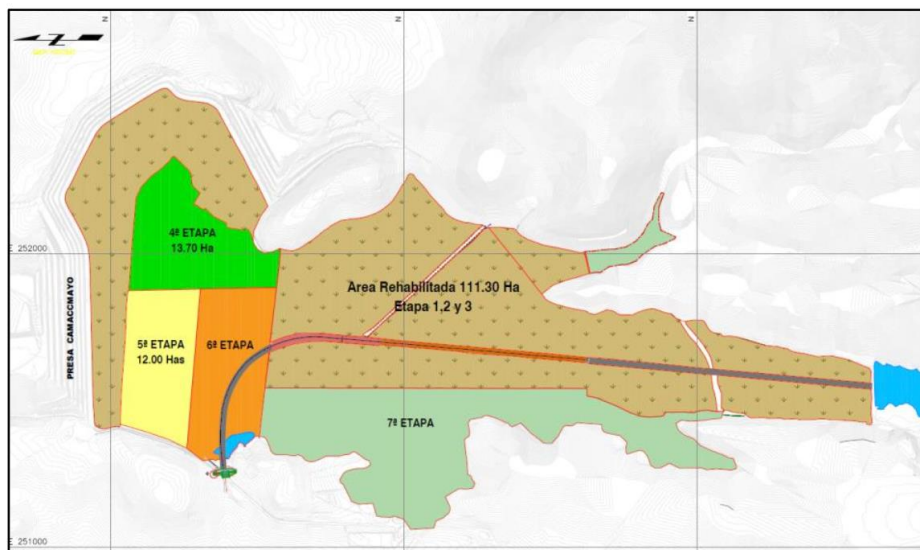 N
N
N
E 252000
4ª ETAPA
13.70 Ha
Area Rehabilitada 111.30 Ha
Etapa 1,2 y 3
PRESA CAMACCMAYO
5ª ETAPA
12.00 Has
6ª ETAPA
7ª ETAPA
E 251000